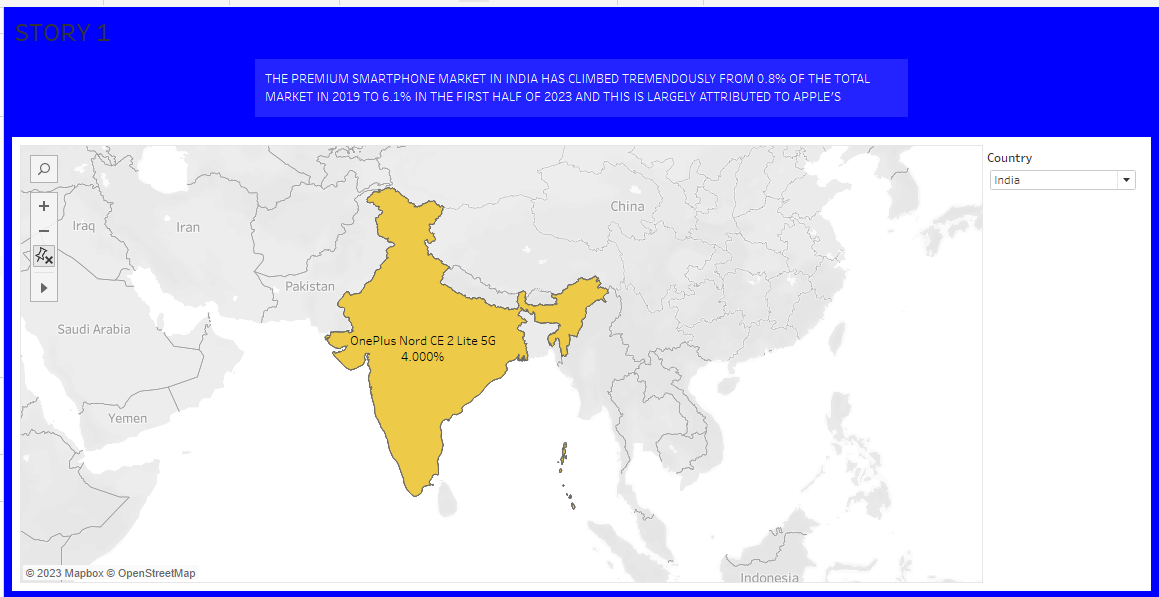 STORY 1
THE PREMIUM SMARTPHONE MARKET IN INDIA HAS CLIMBED TREMENDOUSLY FROM 0.8% OF THE TOTAL
MARKET IN 2019 TO 6.1% IN THE FIRST HALF OF 2023 AND THIS IS LARGELY ATTRIBUTED TO APPLE'S
Country
India
China
Iraq
Iran
Pakistan
Saudi Arabia
OnePlus Nord CE 2 Lite 5G
4.000%
Yemen
Indonesia
© 2023 Mapbox © OpenStreetMap